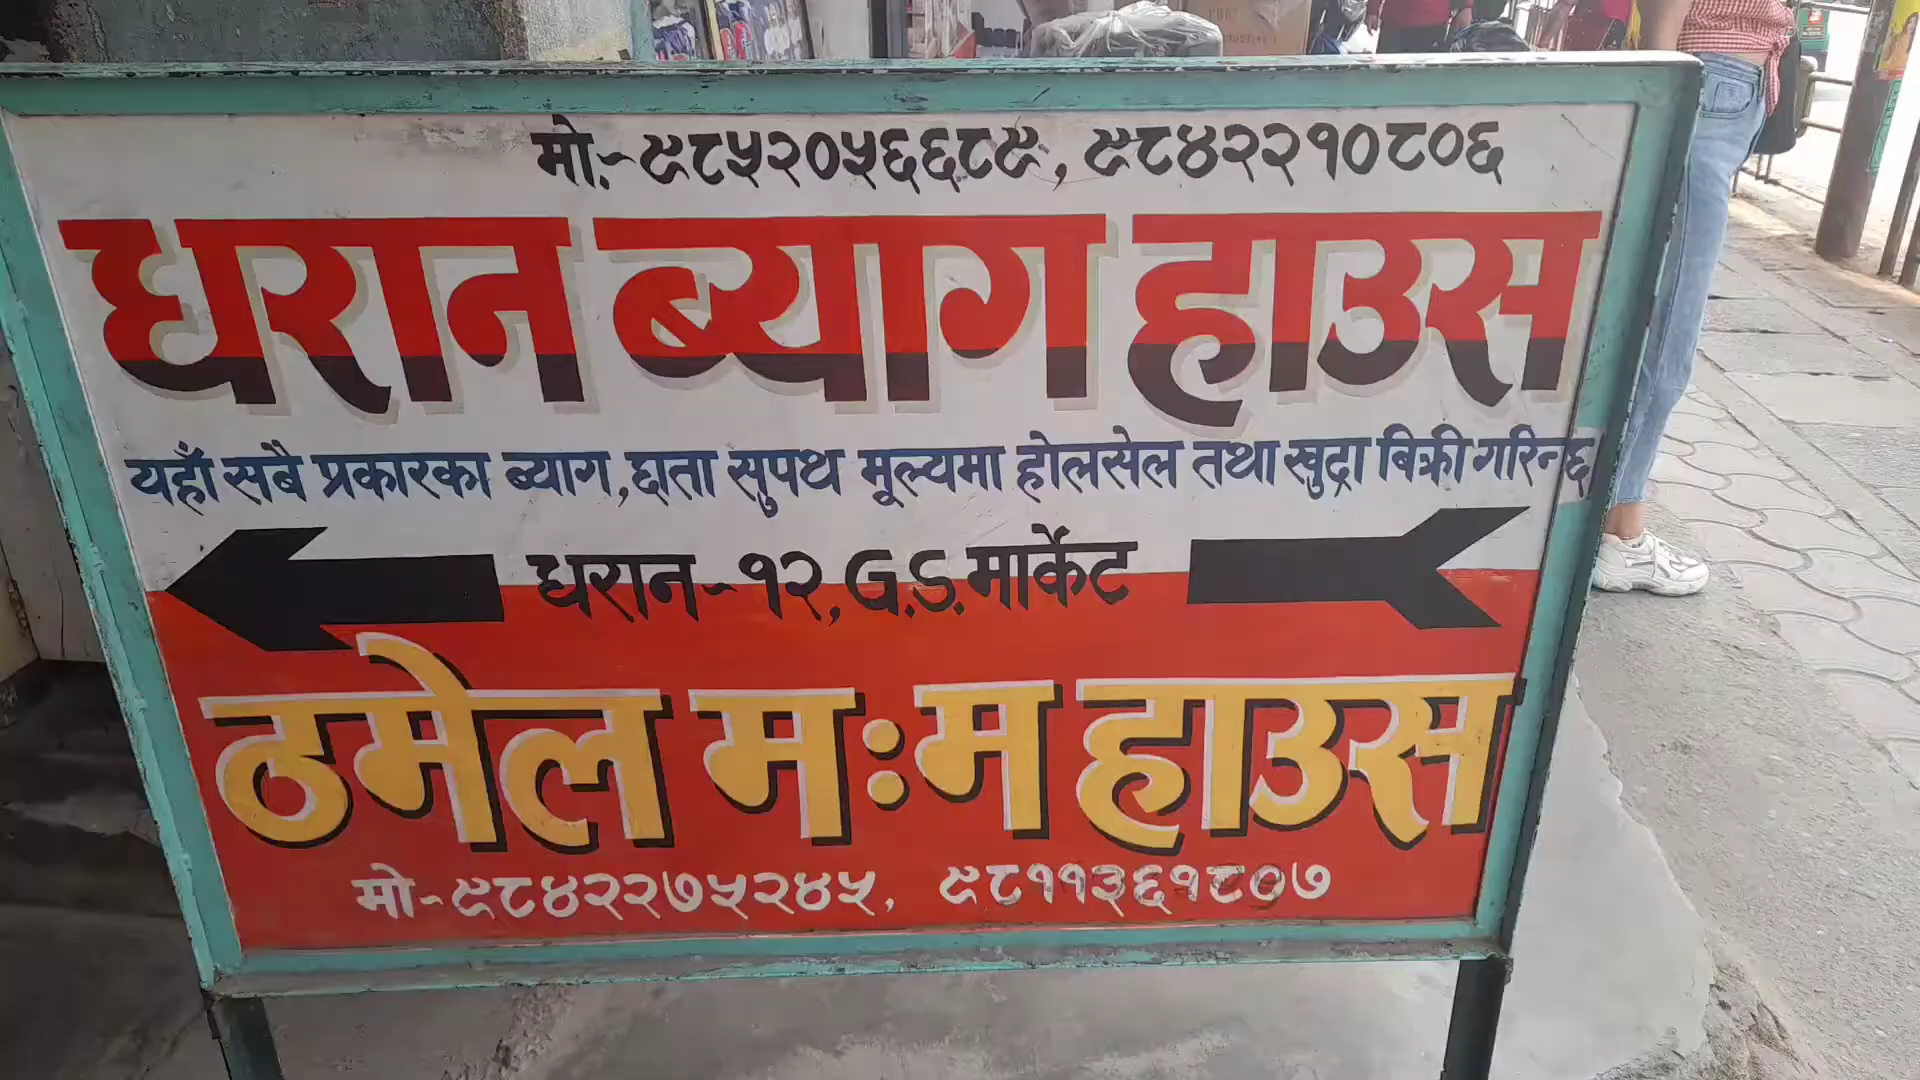 मो.-९८५२०५६६८९, ९८४२२१०८०६
धरान ब्याग हाउस
यहाँ सबै प्रकारका ब्याग, छाता सुपथ मूल्यमा होलसेल तथा खुद्रा बिक्री गरिन्छ
धरान-१२, G.S. मार्केट
ठमेल मःम हाउस
मो-९८४२२७५२४५, ९८११३६१८०७